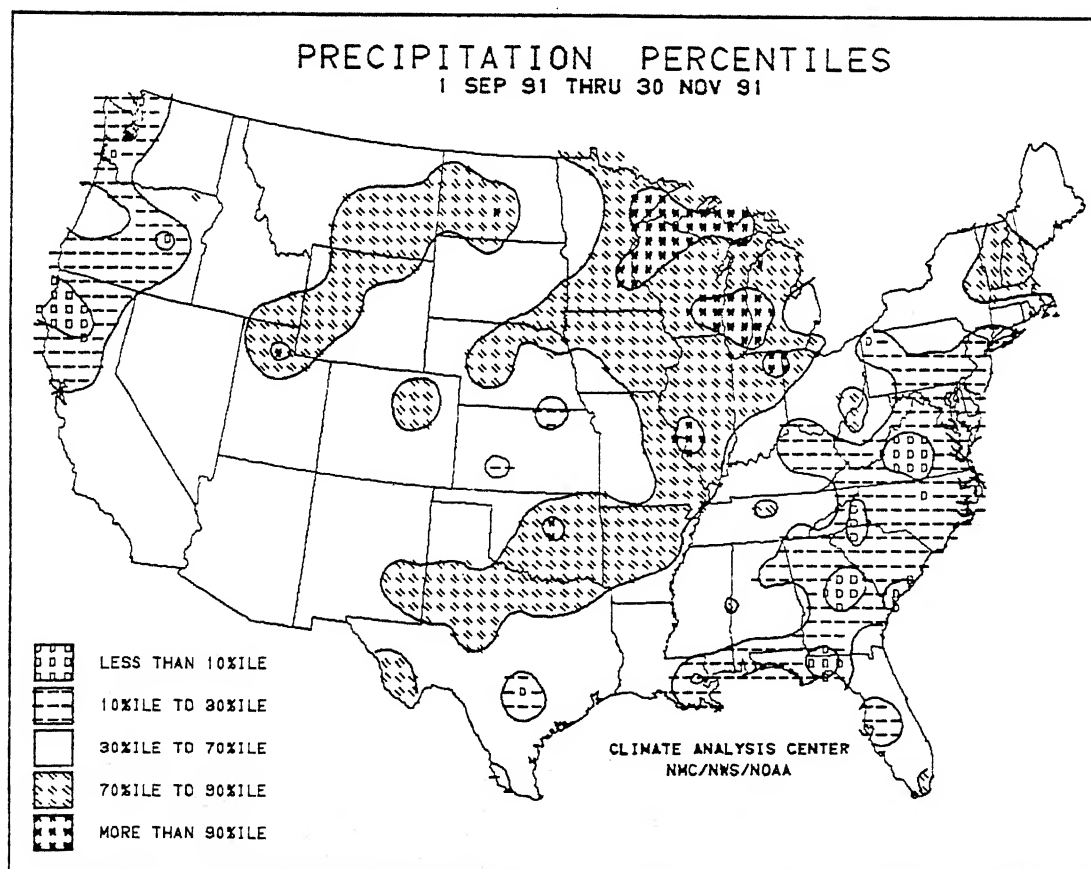 PRECIPITATION PERCENTILES
1 SEP 91 THRU 30 NOV 91
LESS THAN 10%ILE
10%ILE TO 30%ILE
30%ILE TO 70%ILE
70%ILE TO 90%ILE
MORE THAN 90%ILE
CLIMATE ANALYSIS CENTER
NMC/NWS/NOAA